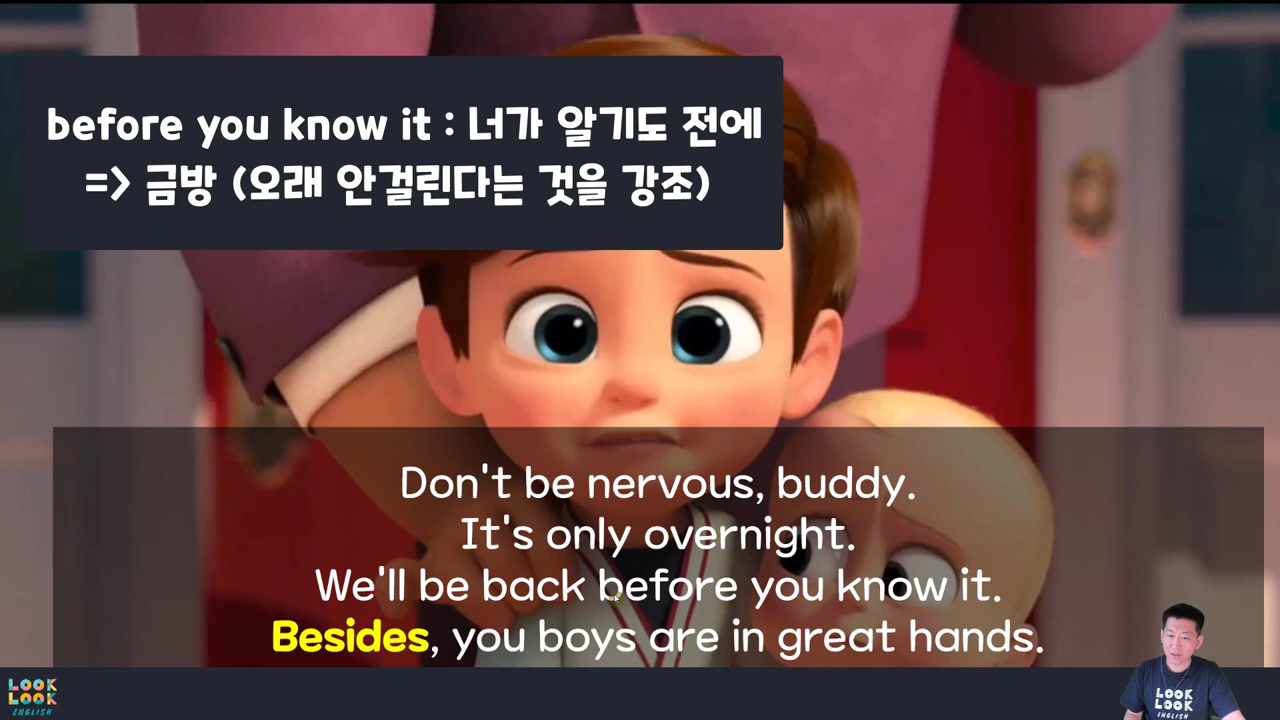 before you know it : 너가 알기도 전에
=> 금방 (오래 안걸린다는 것을 강조)
Don't be nervous, buddy.
It's only overnight.
We'll be back before you know it.
Besides, you boys are in great hands.
LOOK
LOOK
ENGLISH
LOOK
LOOK
ENGLISH